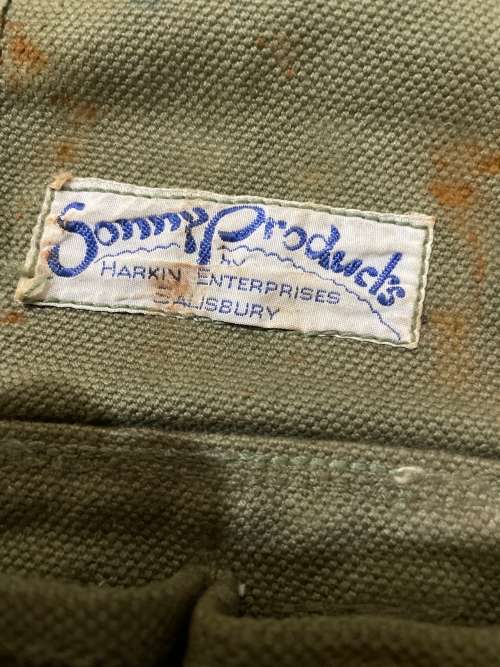 Sonny Products
by
HARKIN ENTERPRISES
SALISBURY